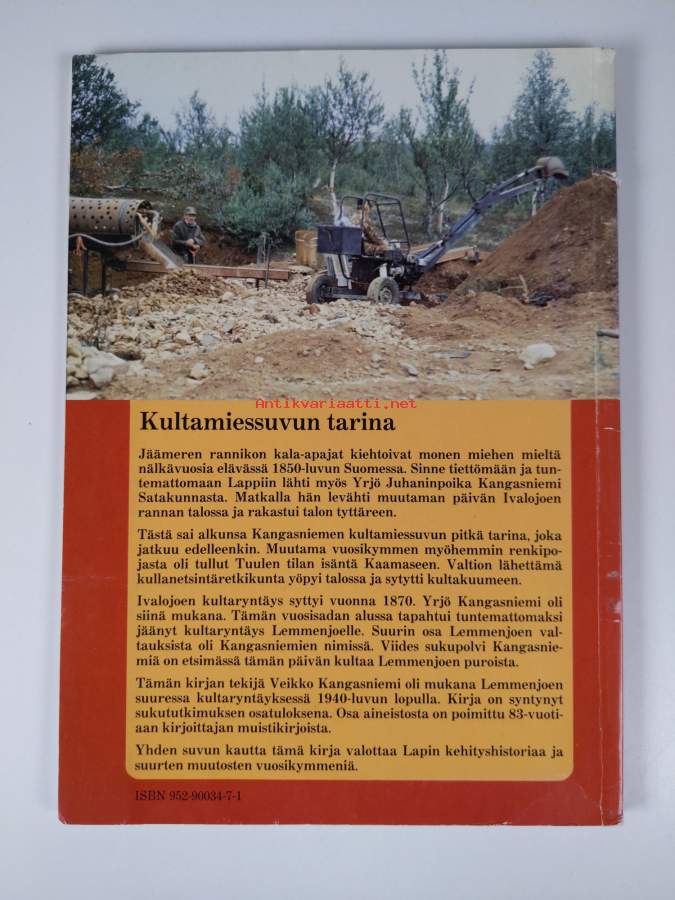 Antikvariaatti.net
Kultamiessuvun tarina
Jäämeren rannikon kala-apajat kiehtoivat monen miehen mieltä
nälkävuosia elävässä 1850-luvun Suomessa. Sinne tiettömään ja tun-
temattomaan Lappiin lähti myös Yrjö Juhaninpoika Kangasniemi
Satakunnasta. Matkalla hän levähti muutaman päivän Ivalojoen
rannan talossa ja rakastui talon tyttäreen.
Tästä sai alkunsa Kangasniemen kultamiessuvun pitkä tarina, joka
jatkuu edelleenkin. Muutama vuosikymmen myöhemmin renkipo-
jasta oli tullut Tuulen tilan isäntä Kaamaseen. Valtion lähettämä
kullanetsintäretkikunta yöpyi talossa ja sytytti kultakuumeen.
Ivalojoen kultaryntäys syttyi vuonna 1870. Yrjö Kangasniemi oli
siinä mukana. Tämän vuosisadan alussa tapahtui tuntemattomaksi
jäänyt kultaryntäys Lemmenjoelle. Suurin osa Lemmenjoen val-
tauksista oli Kangasniemien nimissä. Viides sukupolvi Kangasnie-
miä on etsimässä tämän päivän kultaa Lemmenjoen puroista.
Tämän kirjan tekijä Veikko Kangasniemi oli mukana Lemmenjoen
suuressa kultaryntäyksessä 1940-luvun lopulla. Kirja on syntynyt
sukututkimuksen osatuloksena. Osa aineistosta on poimittu 83-vuoti-
aan kirjoittajan muistikirjoista.
Yhden suvun kautta tämä kirja valottaa Lapin kehityshistoriaa ja
suurten muutosten vuosikymmeniä.
ISBN 952-90034-7-1